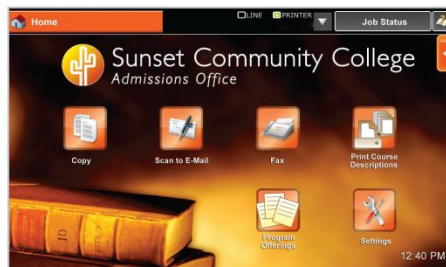 Home
LINE PRINTER
Job Status
Sunset Community College
Admissions Office
Copy
Scan to E-Mail
Fax
Print Course
Descriptions
Program
Offerings
Settings
12:40 PM
10